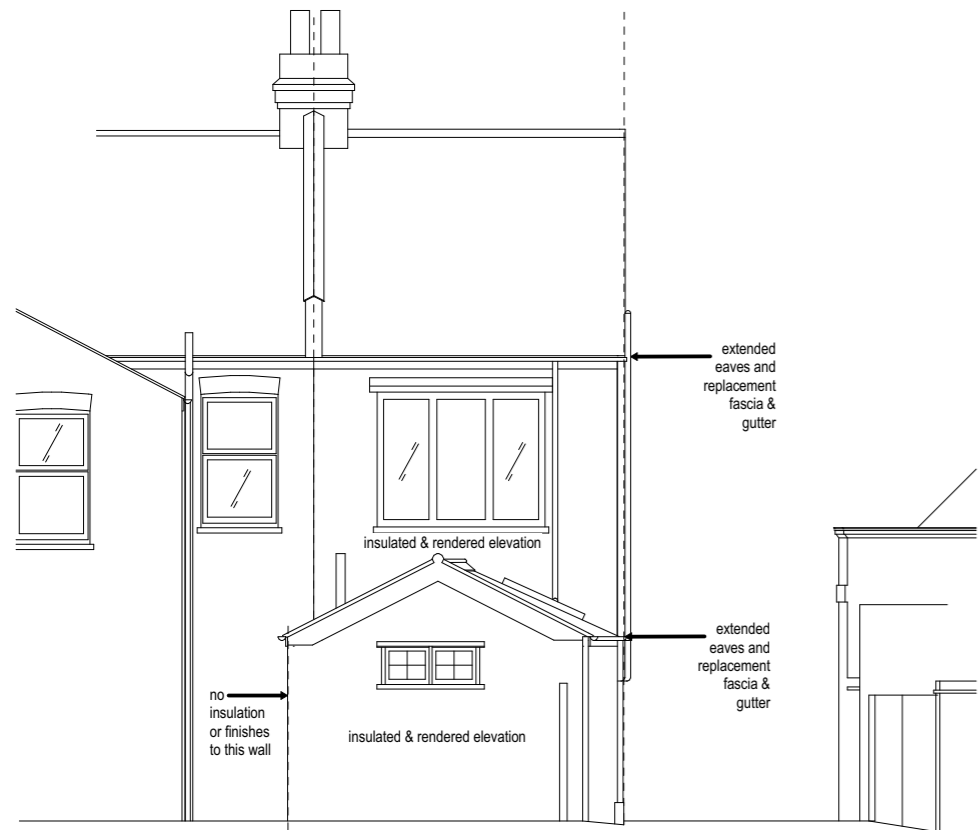 extended
eaves and
replacement
fascia &
gutter
insulated & rendered elevation
extended
eaves and
replacement
fascia &
gutter
no
insulation
or finishes
to this wall
insulated & rendered elevation